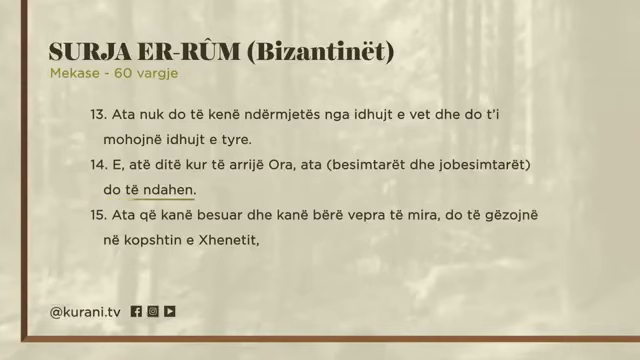 SURJA ER-RÛM (Bizantinët)
Mekase - 60 vargje
13. Ata nuk do të kenë ndërmjetës nga idhujt e vet dhe do t'i
mohojnë idhujt e tyre.
14. E, atë ditë kur të arrijë Ora, ata (besimtarët dhe jobesimtarët)
do të ndahen.
15. Ata që kanë besuar dhe kanë bërë vepra të mira, do të gëzojnë
në kopshtin e Xhenetit,
@kurani.tv